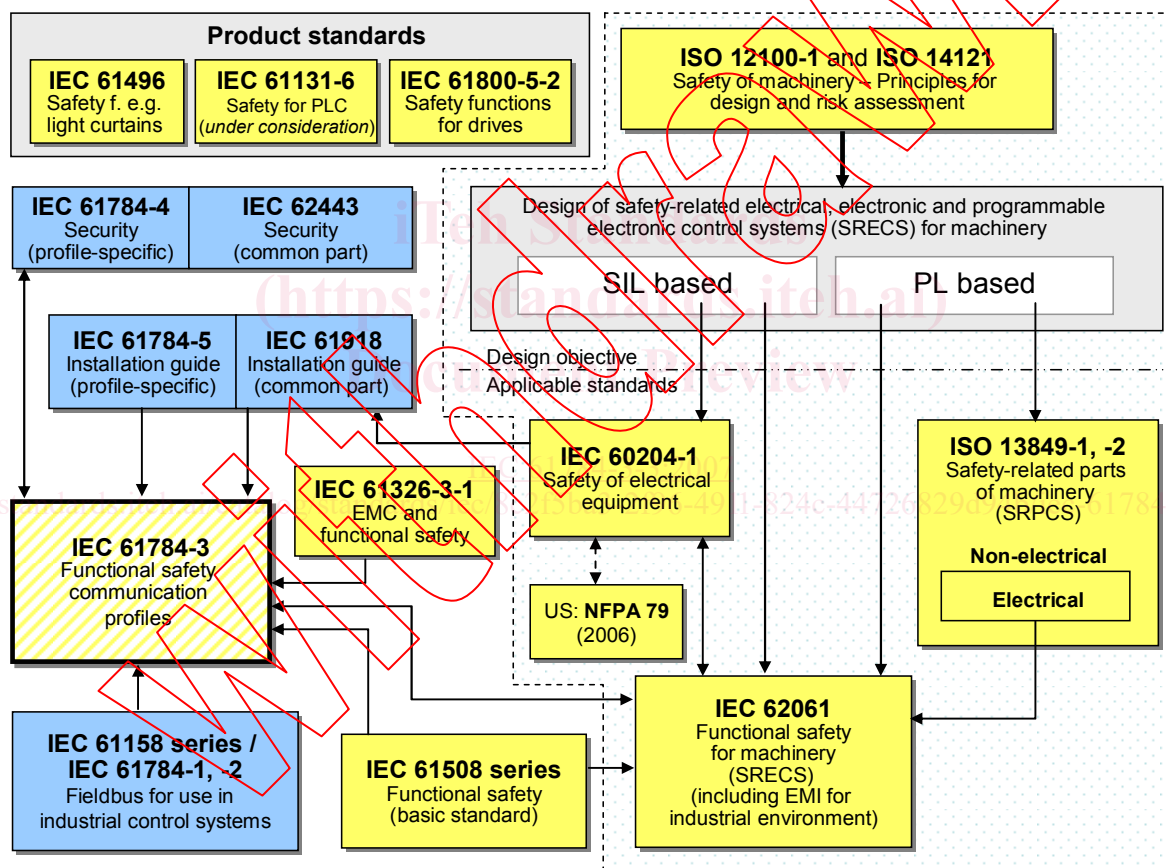 Product standards
IEC 61496
Safety f. e.g.
light curtains
IEC 61131-6
Safety for PLC
(under consideration)
IEC 61800-5-2
Safety functions
for drives
ISO 12100-1 and ISO 14121
Safety of machinery – Principles for
design and risk assessment
IEC 61784-4
Security
(profile-specific)
IEC 62443
Security
(common part)
Design of safety-related electrical, electronic and programmable
electronic control systems (SRECS) for machinery
SIL based
PL based
iTeh Standards
(https://standards.iteh.ai)
Document Preview
IEC 61784-5
Installation guide
(profile-specific)
IEC 61918
Installation guide
(common part)
Design objective
Applicable standards
IEC 60204-1
Safety of electrical
equipment
ISO 13849-1, -2
Safety-related parts
of machinery
(SRPCS)
Non-electrical
Electrical
IEC 61326-3-1
EMC and
functional safety
IEC 61784-3
Functional safety
communication
profiles
US: NFPA 79
(2006)
IEC 62061
Functional safety
for machinery
(SRECS)
(including EMI for
industrial environment)
IEC 61158 series /
IEC 61784-1, -2
Fieldbus for use in
industrial control systems
IEC 61508 series
Functional safety
(basic standard)